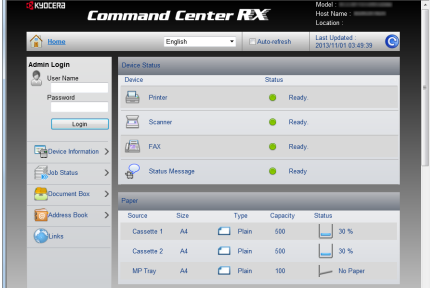 KYOCERA
Command Center RX
Model :
Host Name :
Location :
Home
English
Auto-refresh
Last Updated :
2013/11/01 03:49:39
Admin Login
User Name
Password
Login
Device Information
Job Status
Document Box
Address Book
Links
Device Status
Device Status
Printer Ready.
Scanner Ready.
FAX Ready.
Status Message Ready.
Paper
Source Size Type Capacity Status
Cassette 1 A4 Plain 500 30 %
Cassette 2 A4 Plain 500 30 %
MP Tray A4 Plain 100 No Paper